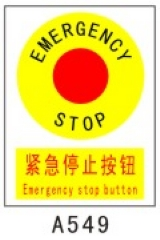 EMERGENCY
STOP
紧急停止按钮
Emergency stop button
A549